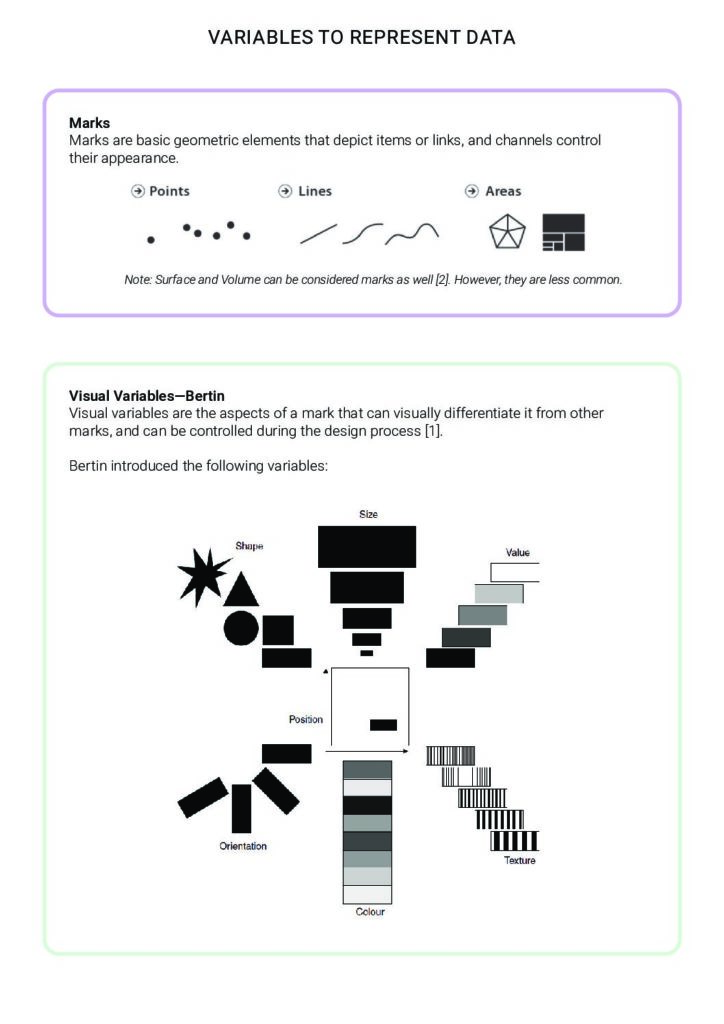 VARIABLES TO REPRESENT DATA
Marks
Marks are basic geometric elements that depict items or links, and channels control
their appearance.
Points
Lines
Areas
Note: Surface and Volume can be considered marks as well [2]. However, they are less common.
Visual Variables—Bertin
Visual variables are the aspects of a mark that can visually differentiate it from other
marks, and can be controlled during the design process [1].
Bertin introduced the following variables:
Size
Shape
Value
Position
Orientation
Texture
Colour